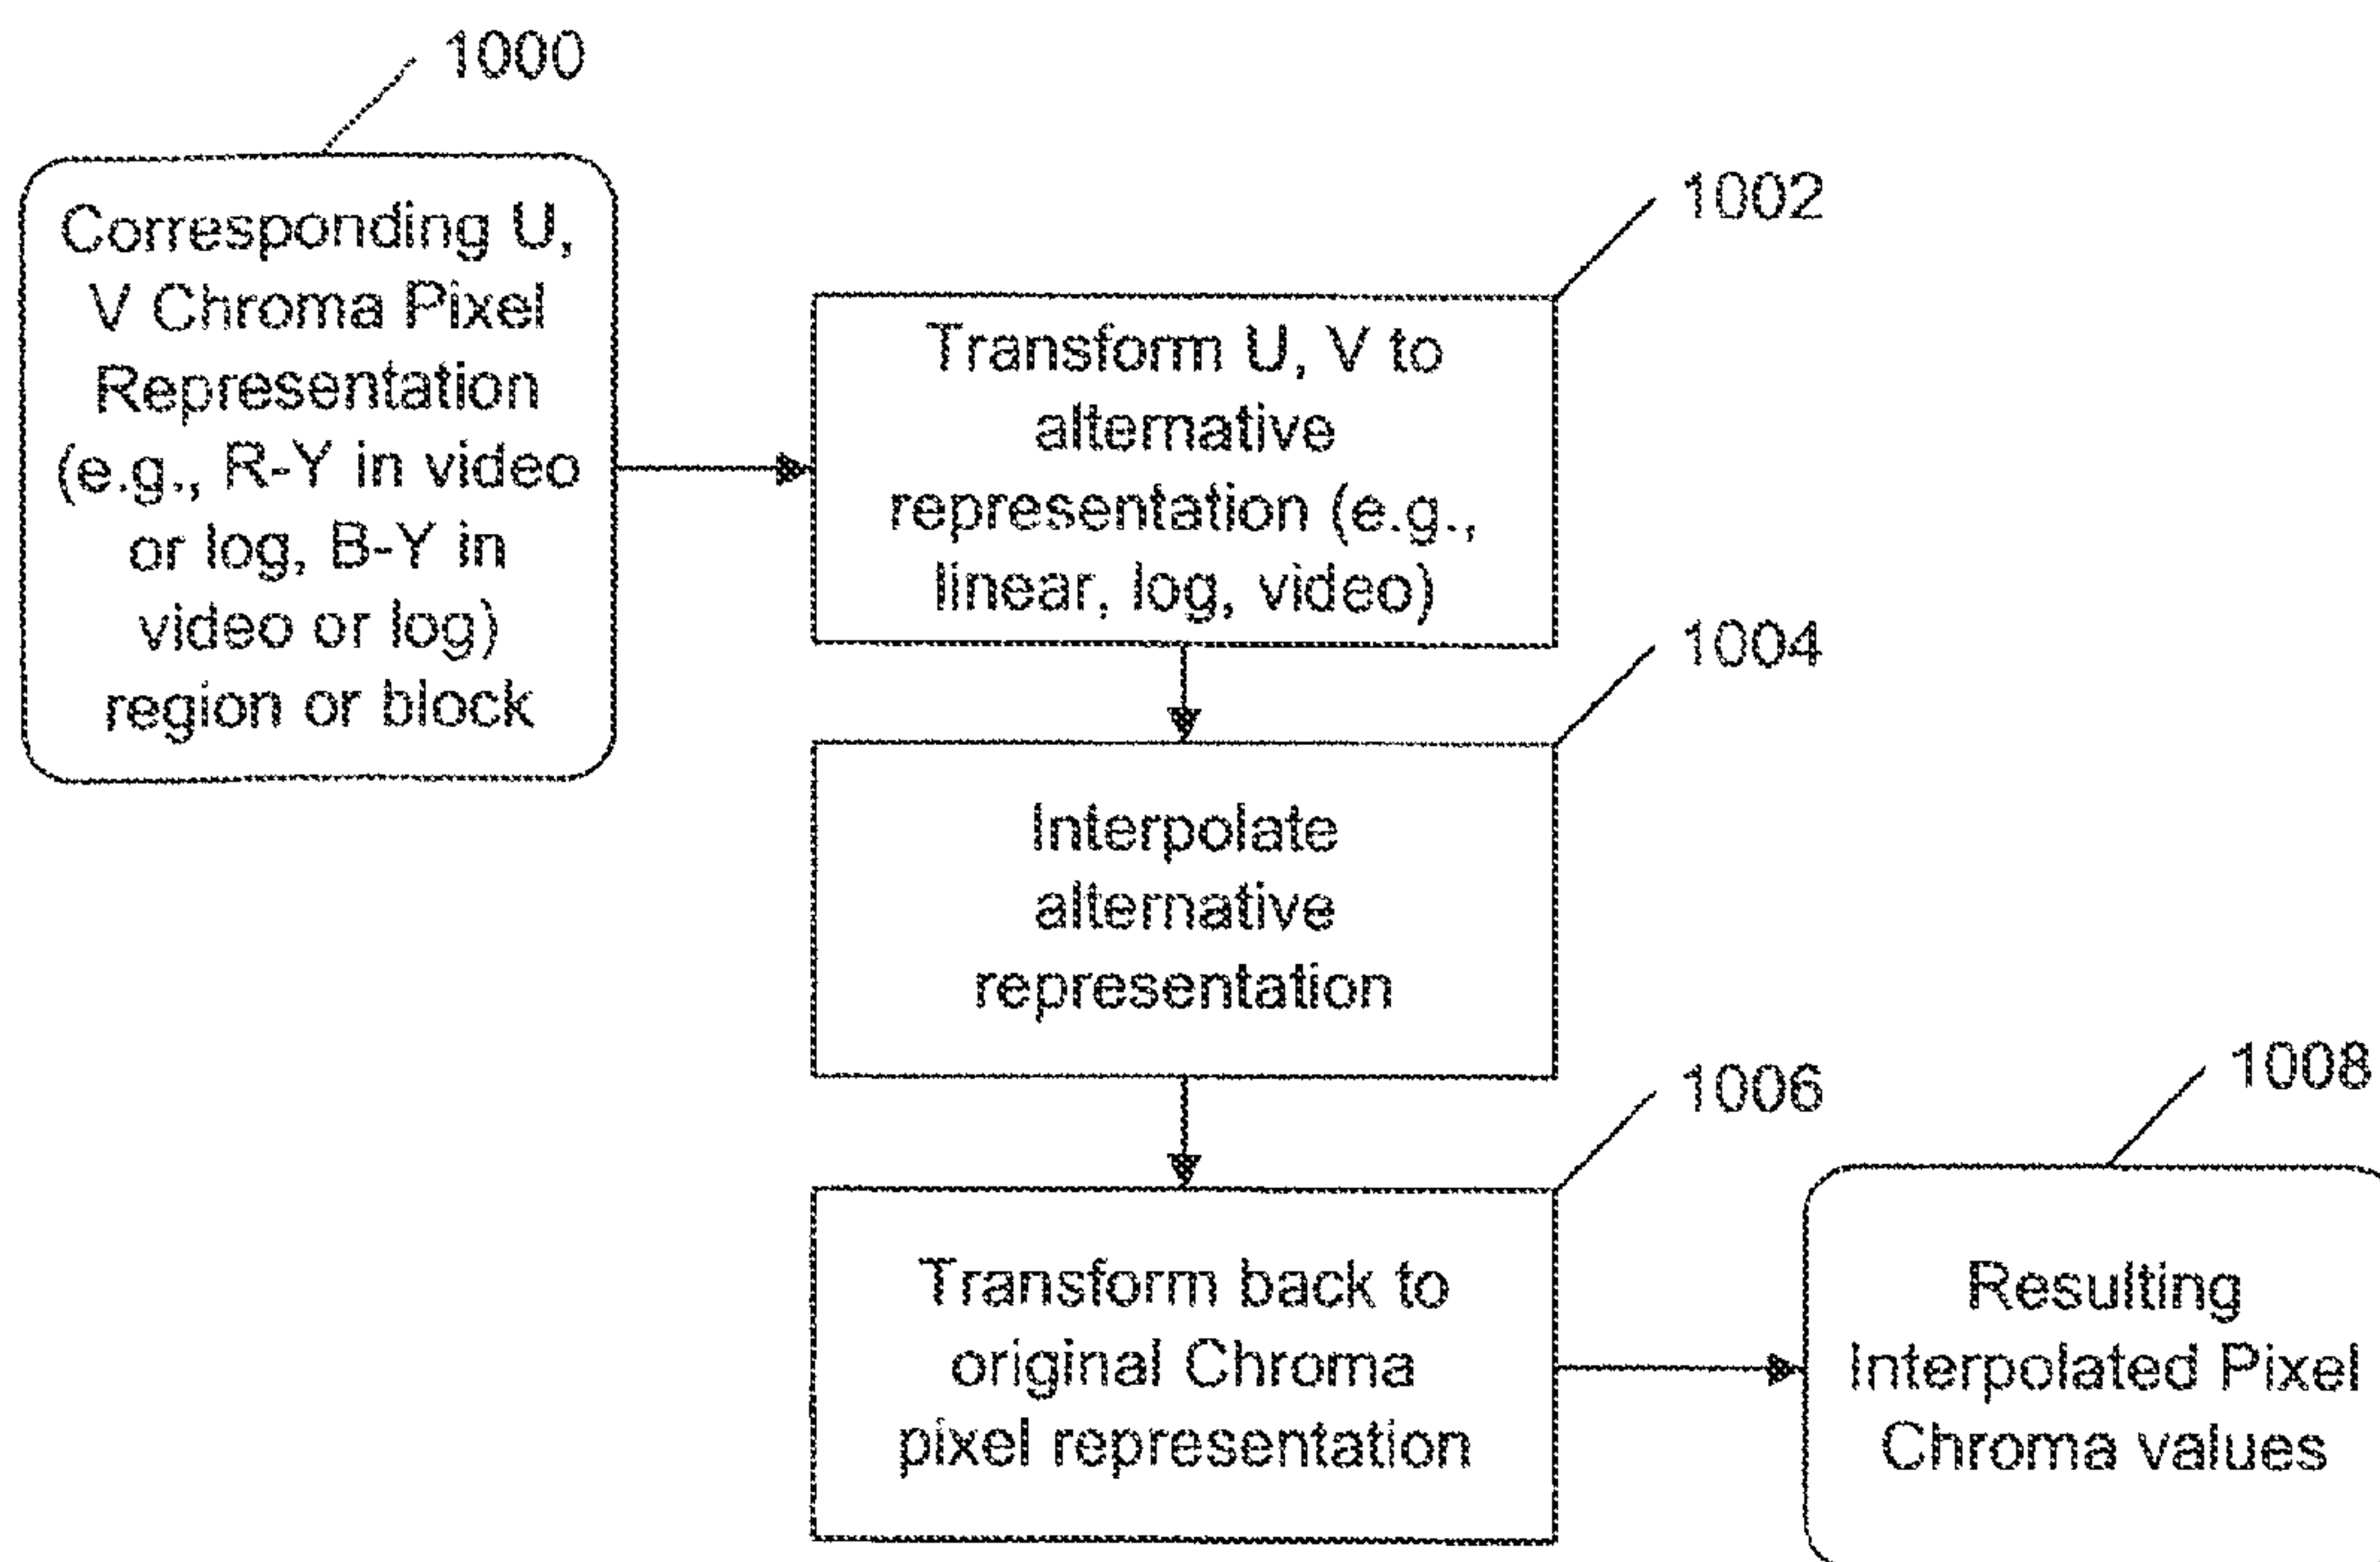 1000
Corresponding U,
V Chroma Pixel
Representation
(e.g., R-Y in video
or log, B-Y in
video or log)
region or block
1002
Transform U, V to
alternative
representation (e.g.,
linear, log, video)
1004
Interpolate
alternative
representation
1006
Transform back to
original Chroma
pixel representation
1008
Resulting
Interpolated Pixel
Chroma values